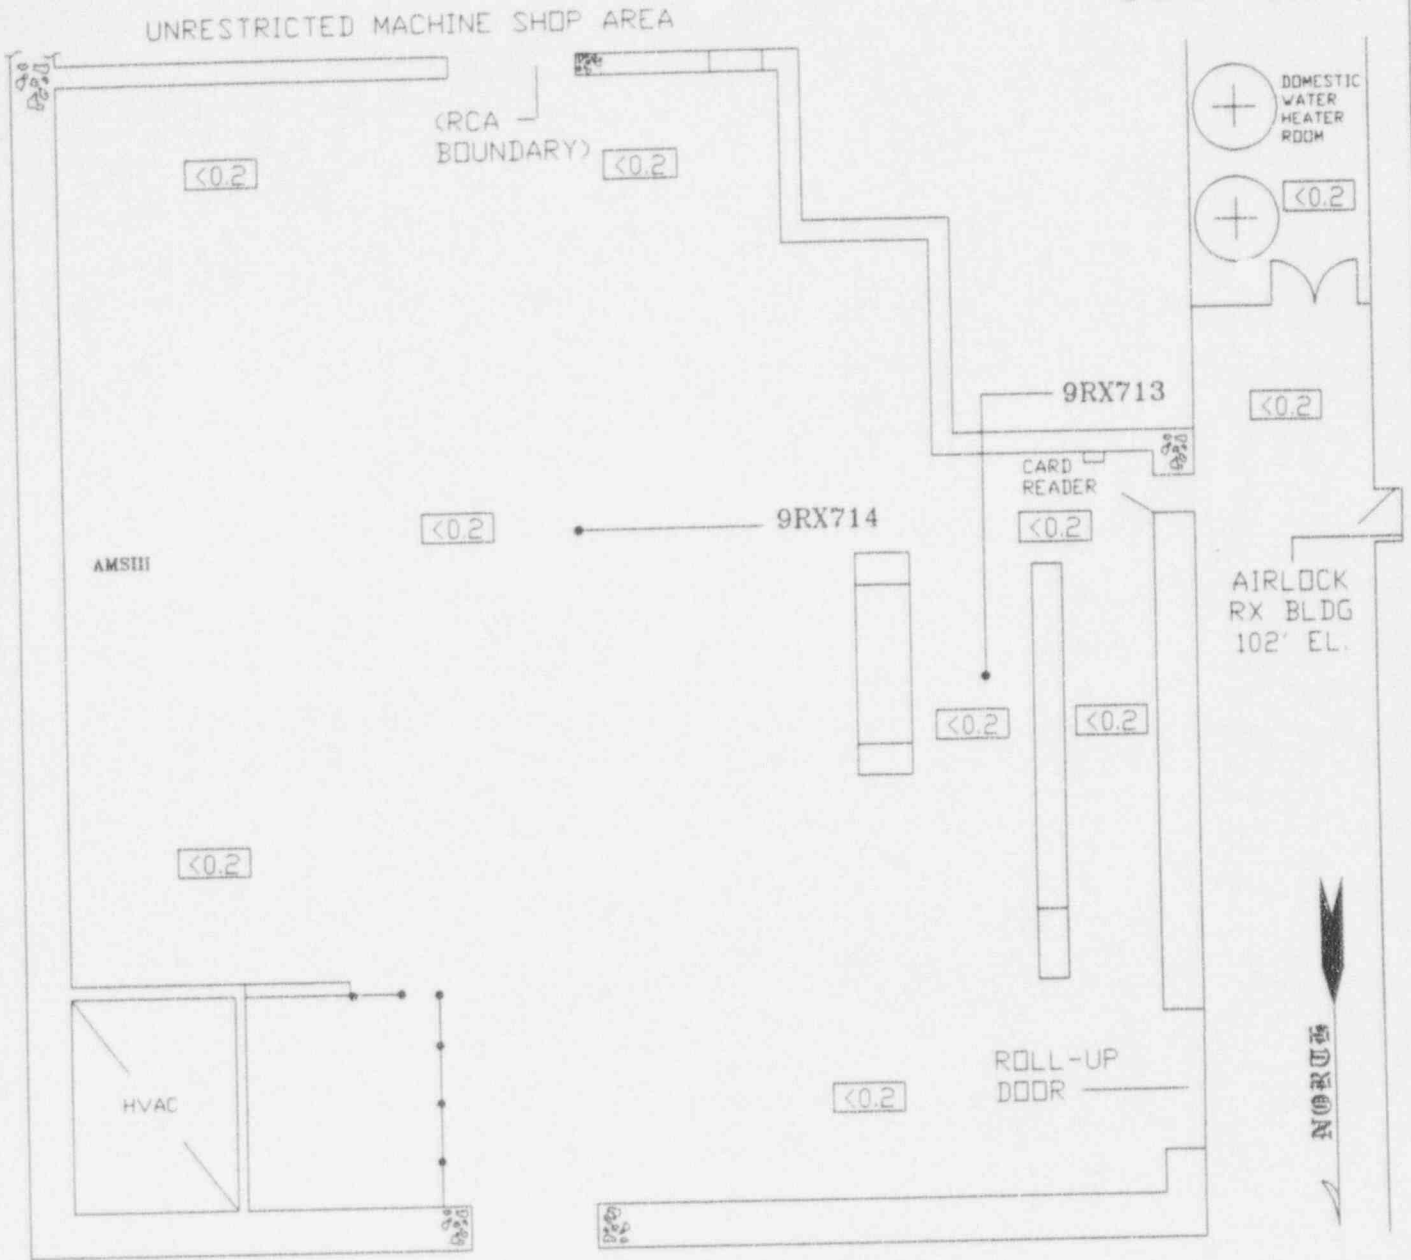 UNRESTRICTED MACHINE SHOP AREA
(RCA
BOUNDARY)
<0.2
<0.2
DOMESTIC
WATER
HEATER
ROOM
<0.2
9RX713
<0.2
CARD
READER
<0.2
9RX714
<0.2
AMSIII
AIRLOCK
RX BLDG
102' EL.
<0.2
<0.2
<0.2
ROLL-UP
DOOR
<0.2
HVAC
NORTH